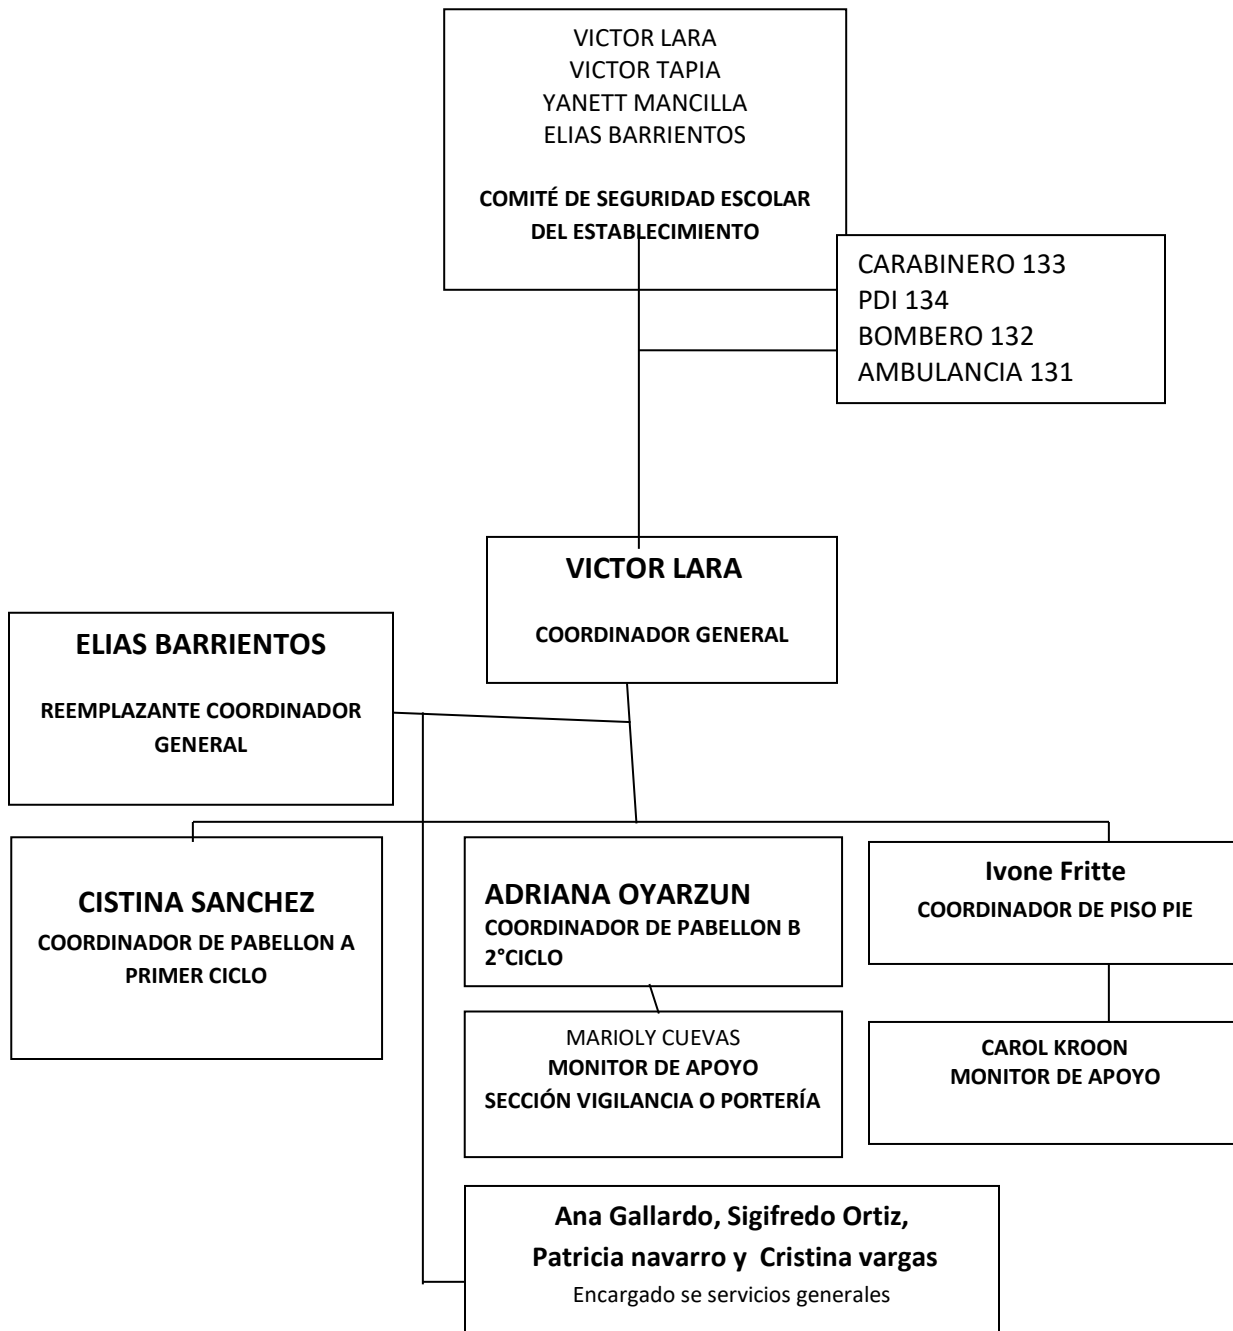 VICTOR LARA
VICTOR TAPIA
YANETT MANCILLA
ELIAS BARRIENTOS
COMITÉ DE SEGURIDAD ESCOLAR
DEL ESTABLECIMIENTO
CARABINERO 133
PDI 134
BOMBERO 132
AMBULANCIA 131
VICTOR LARA
COORDINADOR GENERAL
ELIAS BARRIENTOS
REEMPLAZANTE COORDINADOR
GENERAL
CISTINA SANCHEZ
COORDINADOR DE PABELLON A
PRIMER CICLO
ADRIANA OYARZUN
COORDINADOR DE PABELLON B
2°CICLO
Ivone Fritte
COORDINADOR DE PISO PIE
MARIOLY CUEVAS
MONITOR DE APOYO
SECCIÓN VIGILANCIA O PORTERÍA
CAROL KROON
MONITOR DE APOYO
Ana Gallardo, Sigifredo Ortiz,
Patricia navarro y Cristina vargas
Encargado se servicios generales